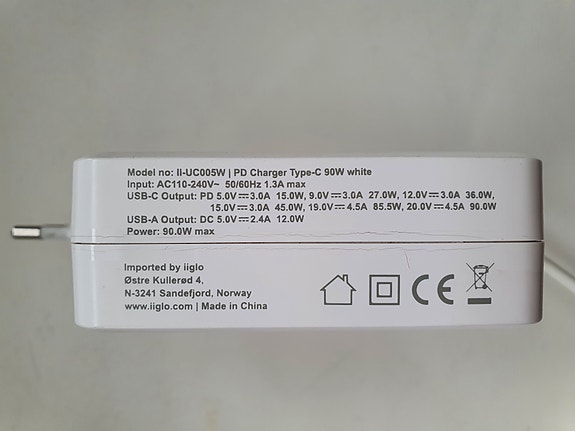 Model no: II-UC005W | PD Charger Type-C 90W white
Input: AC110-240V~ 50/60Hz 1.3A max
USB-C Output: PD 5.0V⎓3.0A 15.0W, 9.0V⎓3.0A 27.0W, 12.0V⎓3.0A 36.0W,
15.0V⎓3.0A 45.0W, 19.0V⎓4.5A 85.5W, 20.0V⎓4.5A 90.0W
USB-A Output: DC 5.0V⎓2.4A 12.0W
Power: 90.0W max
Imported by iiglo
Østre Kullerød 4,
N-3241 Sandefjord, Norway
www.iiglo.com | Made in China
CE